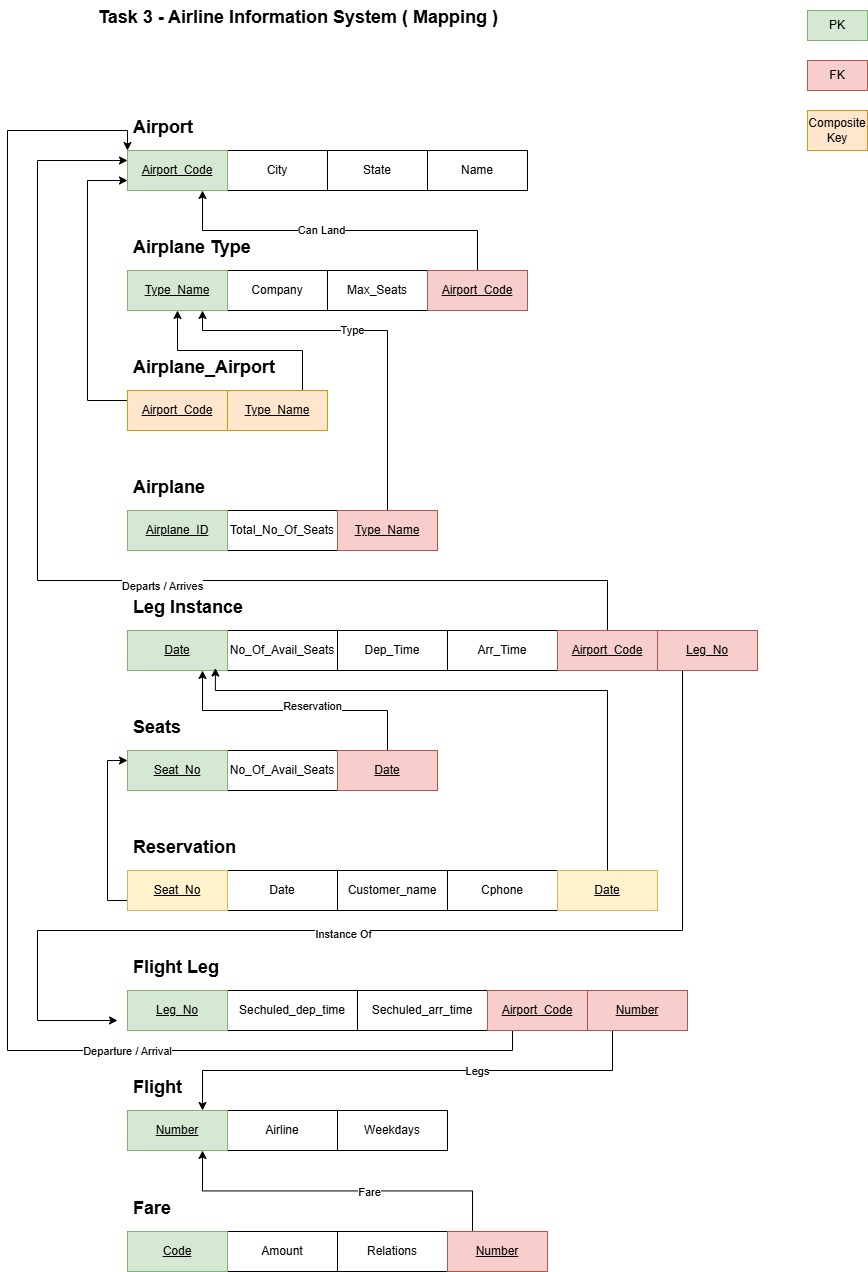 Task 3 - Airline Information System ( Mapping )
PK
FK
Composite
Key
Airport
Airport_Code City State Name
Can Land
Airplane Type
Type_Name Company Max_Seats Airport_Code
Type
Airplane_Airport
Airport_Code Type_Name
Airplane
Airplane_ID Total_No_Of_Seats Type_Name
Departs / Arrives
Leg Instance
Date No_Of_Avail_Seats Dep_Time Arr_Time Airport_Code Leg_No
Reservation
Seats
Seat_No No_Of_Avail_Seats Date
Reservation
Seat_No Date Customer_name Cphone Date
Instance Of
Flight Leg
Leg_No Sechuled_dep_time Sechuled_arr_time Airport_Code Number
Departure / Arrival
Legs
Flight
Number Airline Weekdays
Fare
Fare
Code Amount Relations Number